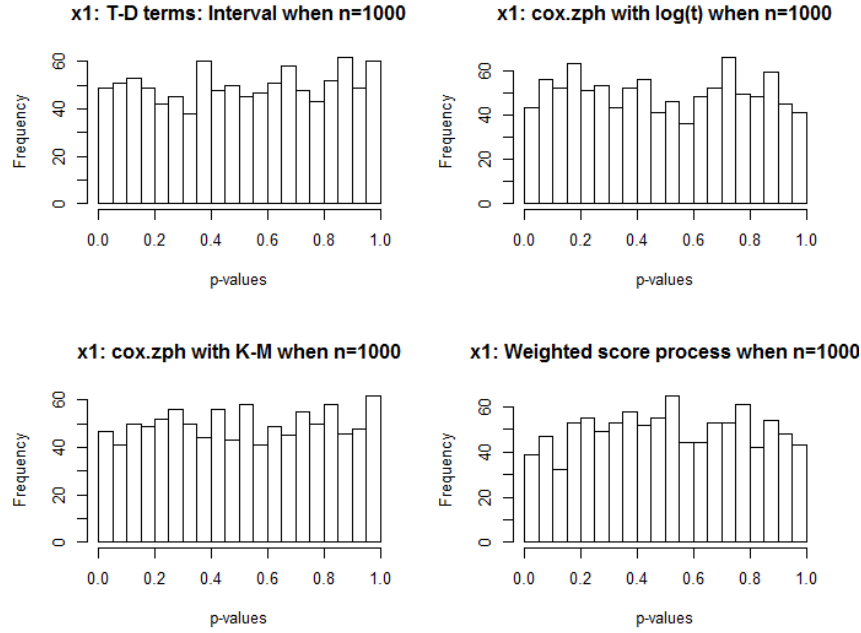 x1: T-D terms: Interval when n=1000
x1: cox.zph with log(t) when n=1000
Frequency
0 20 40 60
0.0 0.2 0.4 0.6 0.8 1.0
p-values
Frequency
0 20 40 60
0.0 0.2 0.4 0.6 0.8 1.0
p-values
x1: cox.zph with K-M when n=1000
x1: Weighted score process when n=1000
Frequency
0 20 40 60
0.0 0.2 0.4 0.6 0.8 1.0
p-values
Frequency
0 20 40 60
0.0 0.2 0.4 0.6 0.8 1.0
p-values